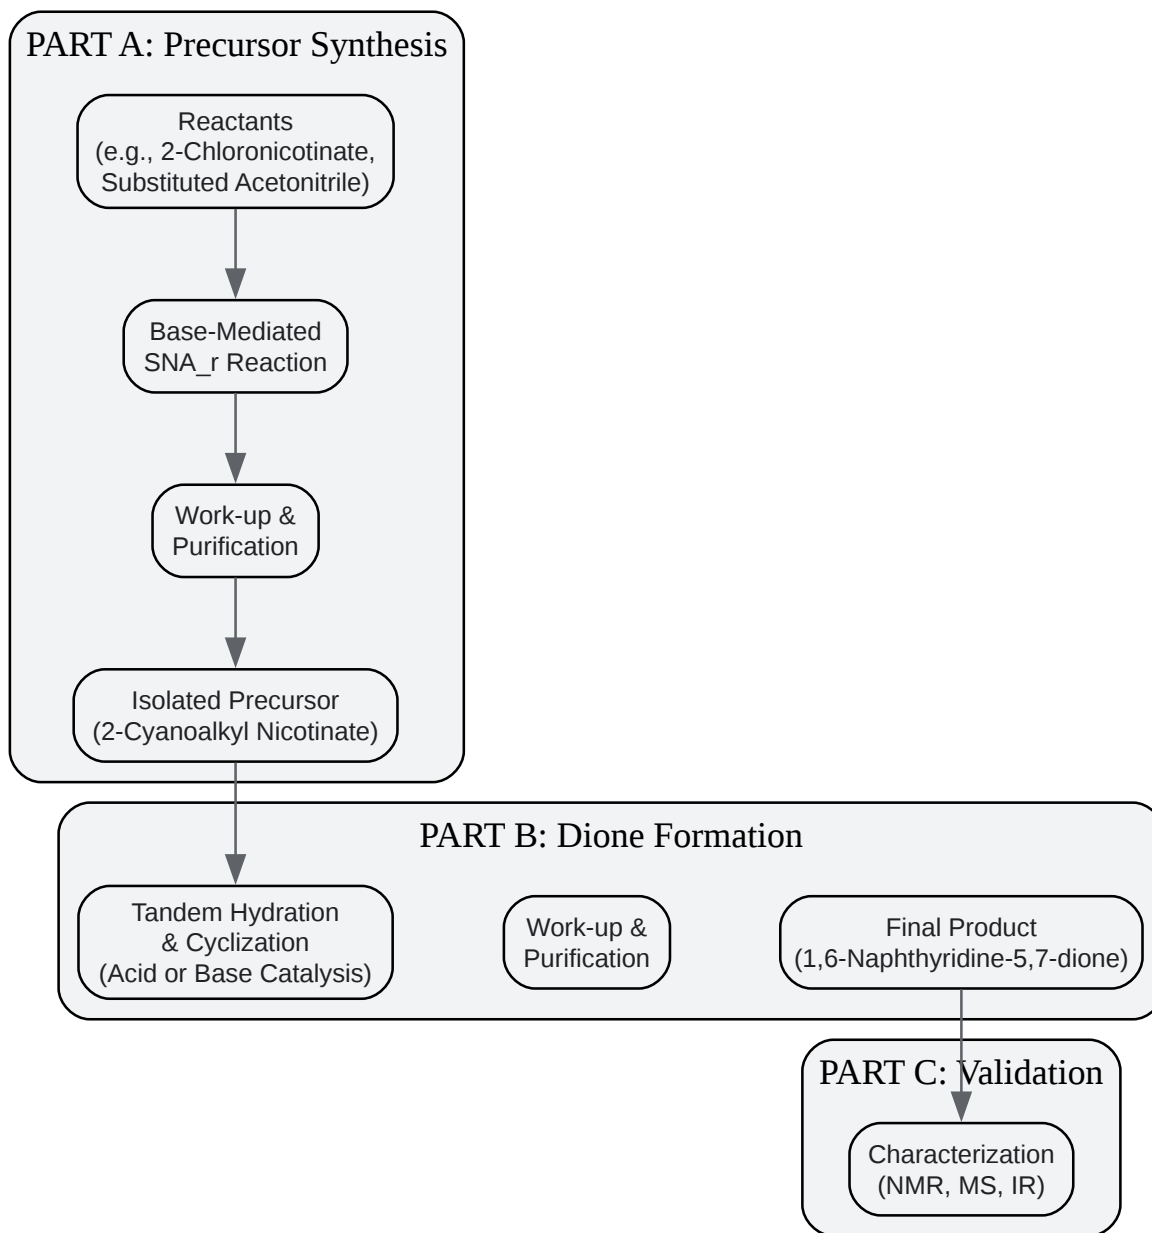 PART A: Precursor Synthesis
Reactants
(e.g., 2-Chloronicotinate,
Substituted Acetonitrile)
Base-Mediated
SNA_r Reaction
Work-up &
Purification
Isolated Precursor
(2-Cyanoalkyl Nicotinate)
PART B: Dione Formation
Tandem Hydration
& Cyclization
(Acid or Base Catalysis)
Work-up &
Purification
Final Product
(1,6-Naphthyridine-5,7-dione)
PART C: Validation
Characterization
(NMR, MS, IR)